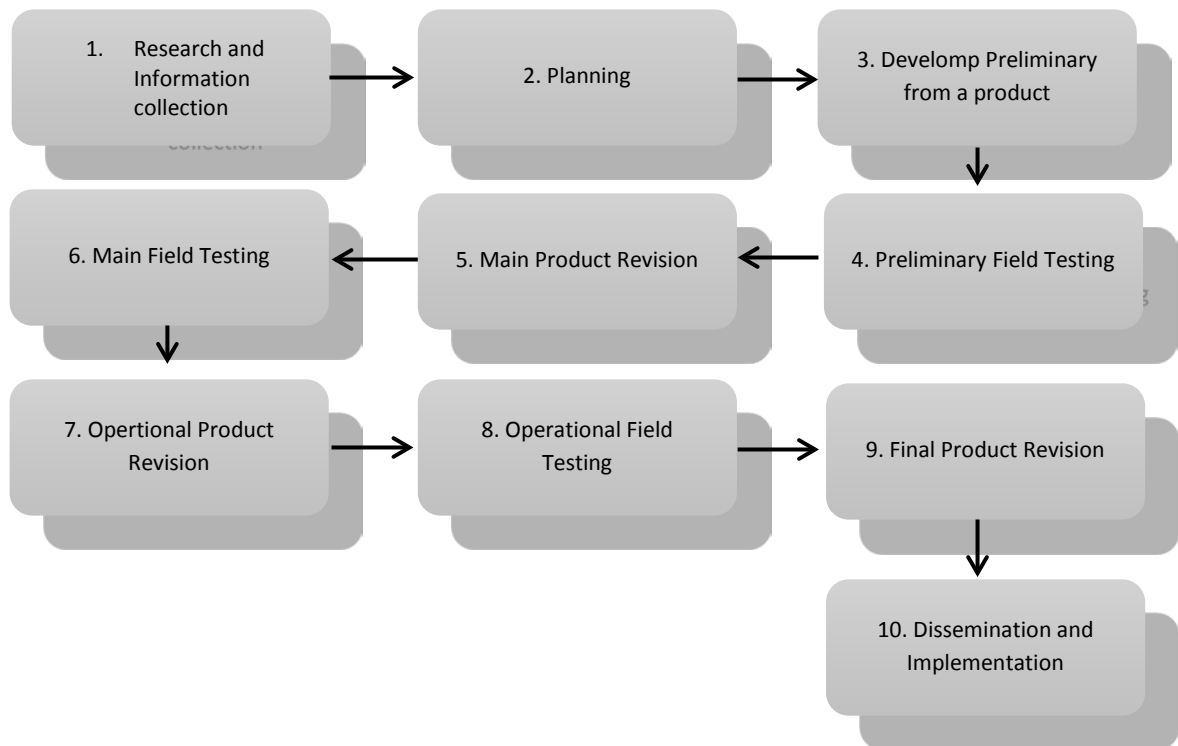 1. Research and
Information
collection
collection
2. Planning
3. Develomp Preliminary
from a product
4. Preliminary Field Testing
g
5. Main Product Revision
6. Main Field Testing
7. Opertional Product
Revision
8. Operational Field
Testing
9. Final Product Revision
10. Dissemination and
Implementation